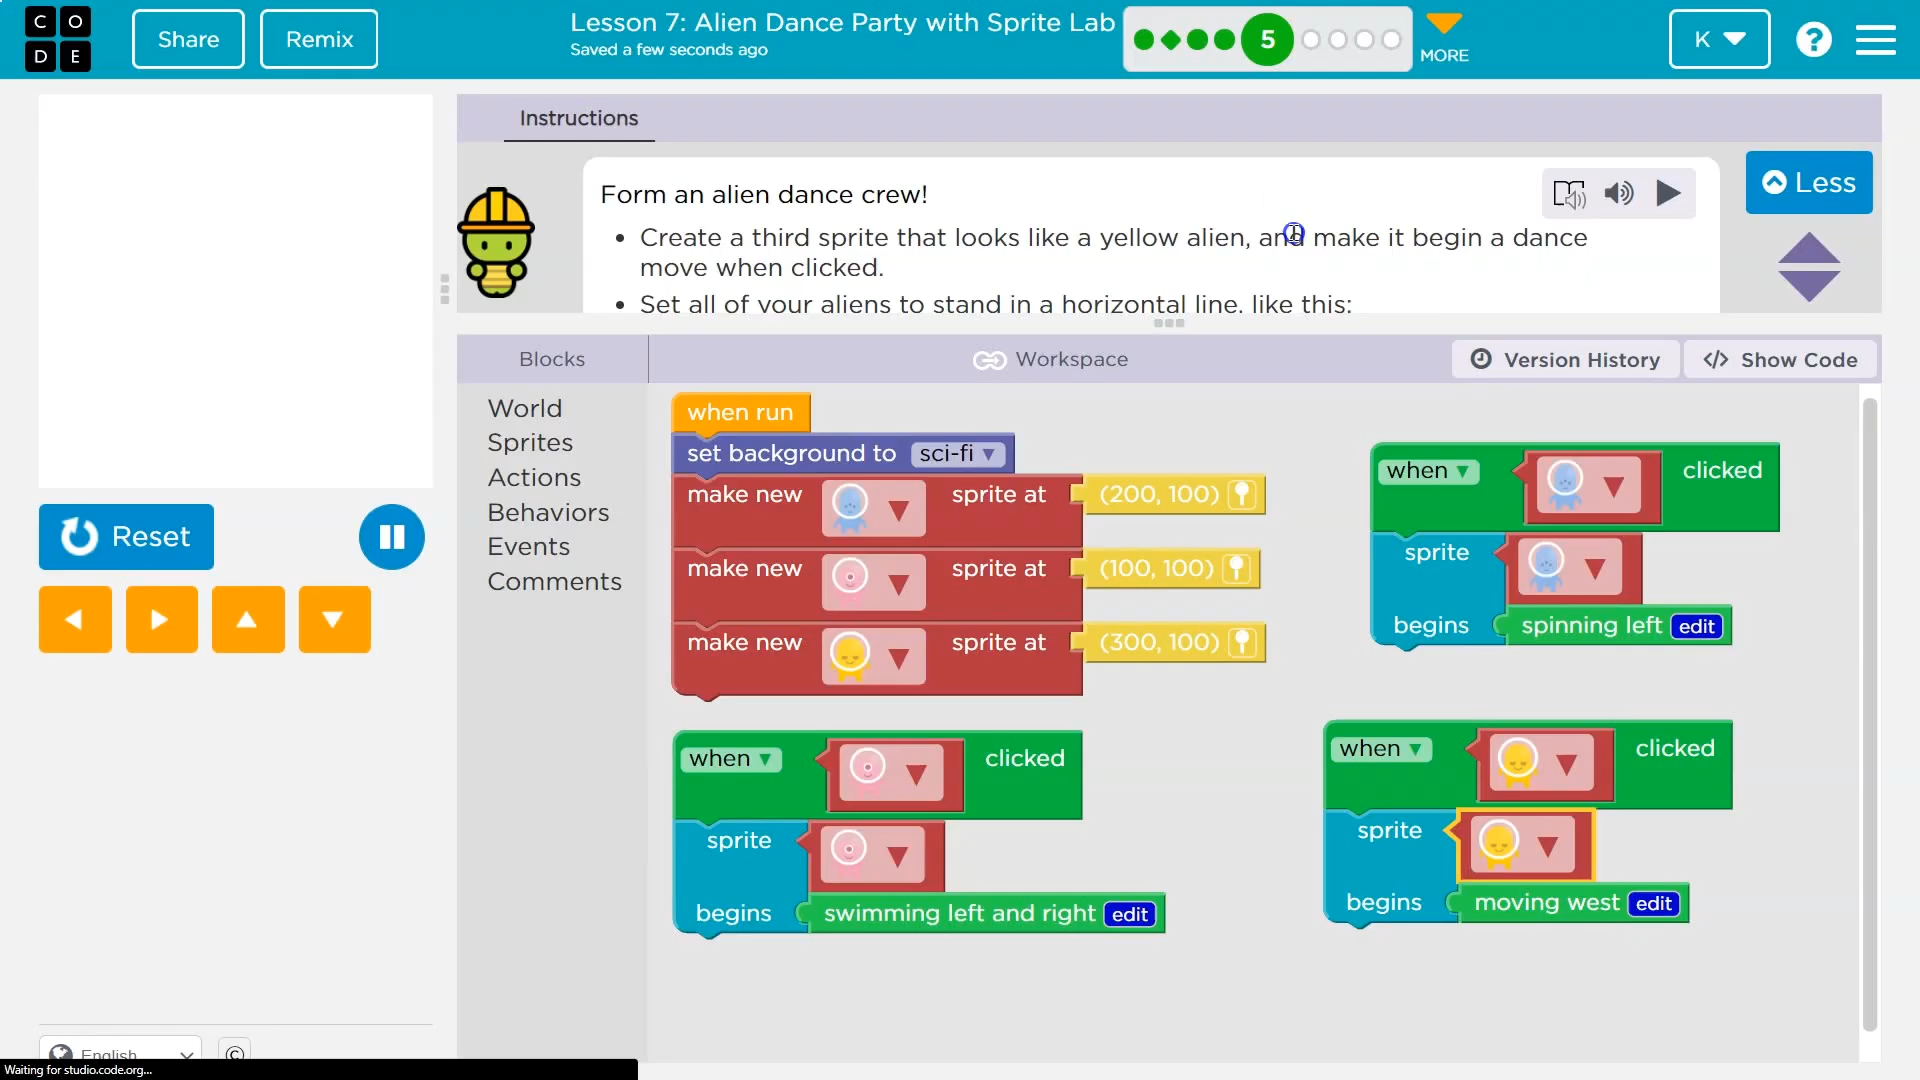 C O
D E
Share
Remix
Lesson 7: Alien Dance Party with Sprite Lab
Saved a few seconds ago
5
MORE
K
?
Instructions
Form an alien dance crew!
• Create a third sprite that looks like a yellow alien, and make it begin a dance
move when clicked.
• Set all of your aliens to stand in a horizontal line, like this:
Less
Blocks
Workspace
Version History
</> Show Code
World
Sprites
Actions
Behaviors
Events
Comments
Reset
when run
set background to sci-fi
make new sprite at (200, 100)
make new sprite at (100, 100)
make new sprite at (300, 100)
when clicked
sprite
begins spinning left edit
when clicked
sprite
begins swimming left and right edit
when clicked
sprite
begins moving west edit
English
©
Waiting for studio.code.org...